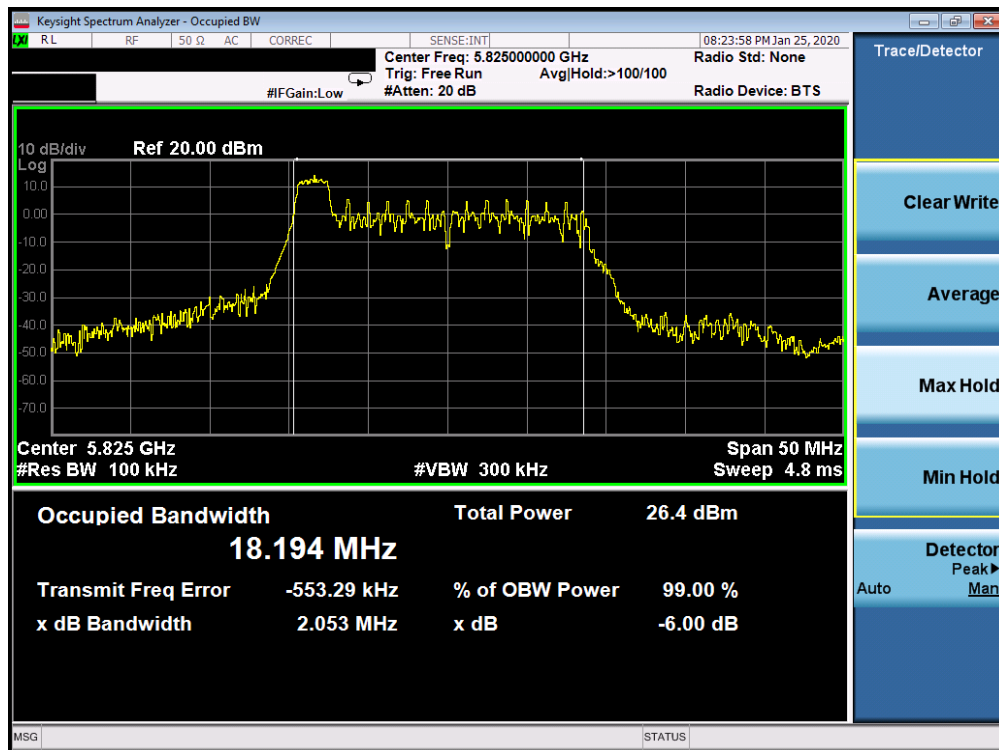 Keysight Spectrum Analyzer - Occupied BW
LXI RL RF 50 Ω AC CORREC SENSE:INT 08:23:58 PM Jan 25, 2020
Center Freq: 5.825000000 GHz Radio Std: None
Trig: Free Run Avg|Hold:>100/100
#IFGain:Low #Atten: 20 dB Radio Device: BTS
10 dB/div Ref 20.00 dBm
Log
10.0
0.00
-10.0
-20.0
-30.0
-40.0
-50.0
-60.0
-70.0
Center 5.825 GHz Span 50 MHz
#Res BW 100 kHz #VBW 300 kHz Sweep 4.8 ms
Occupied Bandwidth Total Power 26.4 dBm
18.194 MHz
Transmit Freq Error -553.29 kHz % of OBW Power 99.00 %
x dB Bandwidth 2.053 MHz x dB -6.00 dB
MSG STATUS
Trace/Detector
Clear Write
Average
Max Hold
Min Hold
Detector
Peak▶
Auto Man